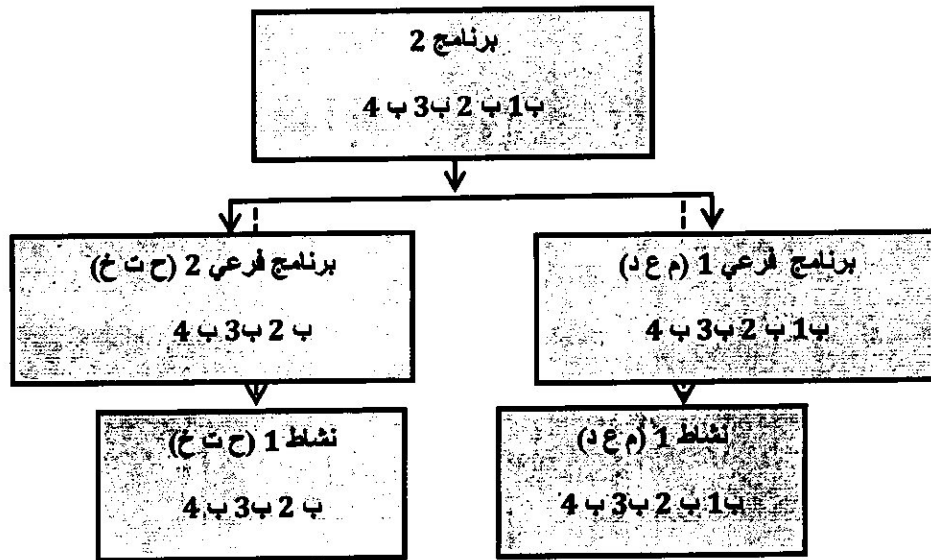 برنامج 2
ب1 ب 2 ب3 ب 4
برنامج فرعي 1 (م ع د)
ب1 ب 2 ب3 ب 4
برنامج فرعي 2 (ح ت خ)
ب 2 ب3 ب 4
نشاط 1 (م ع د)
ب1 ب 2 ب3 ب 4
نشاط 1 (ح ت خ)
ب 2 ب3 ب 4